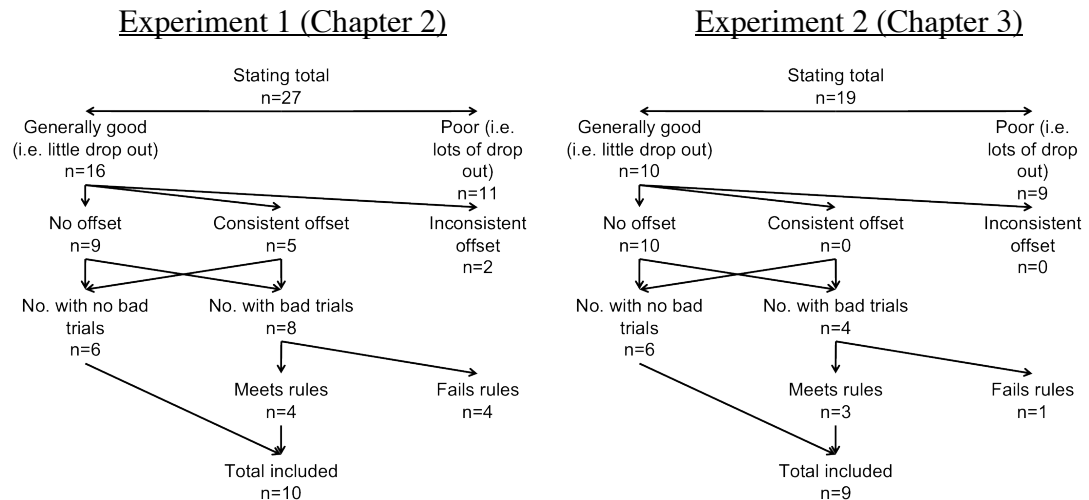 Experiment 1 (Chapter 2)
Stating total
n=27
Generally good
(i.e. little drop out)
n=16
Poor (i.e.
lots of drop
out)
n=11
No offset
n=9
Consistent offset
n=5
Inconsistent
offset
n=2
No. with no bad
trials
n=6
No. with bad trials
n=8
Meets rules
n=4
Fails rules
n=4
Total included
n=10
Experiment 2 (Chapter 3)
Stating total
n=19
Generally good
(i.e. little drop out)
n=10
Poor (i.e.
lots of drop
out)
n=9
No offset
n=10
Consistent offset
n=0
Inconsistent
offset
n=0
No. with no bad
trials
n=6
No. with bad trials
n=4
Meets rules
n=3
Fails rules
n=1
Total included
n=9